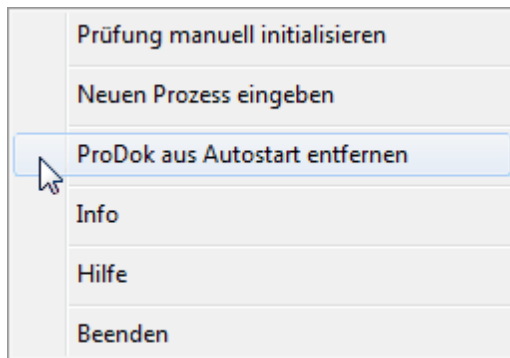 Prüfung manuell initialisieren
Neuen Prozess eingeben
ProDok aus Autostart entfernen
Info
Hilfe
Beenden